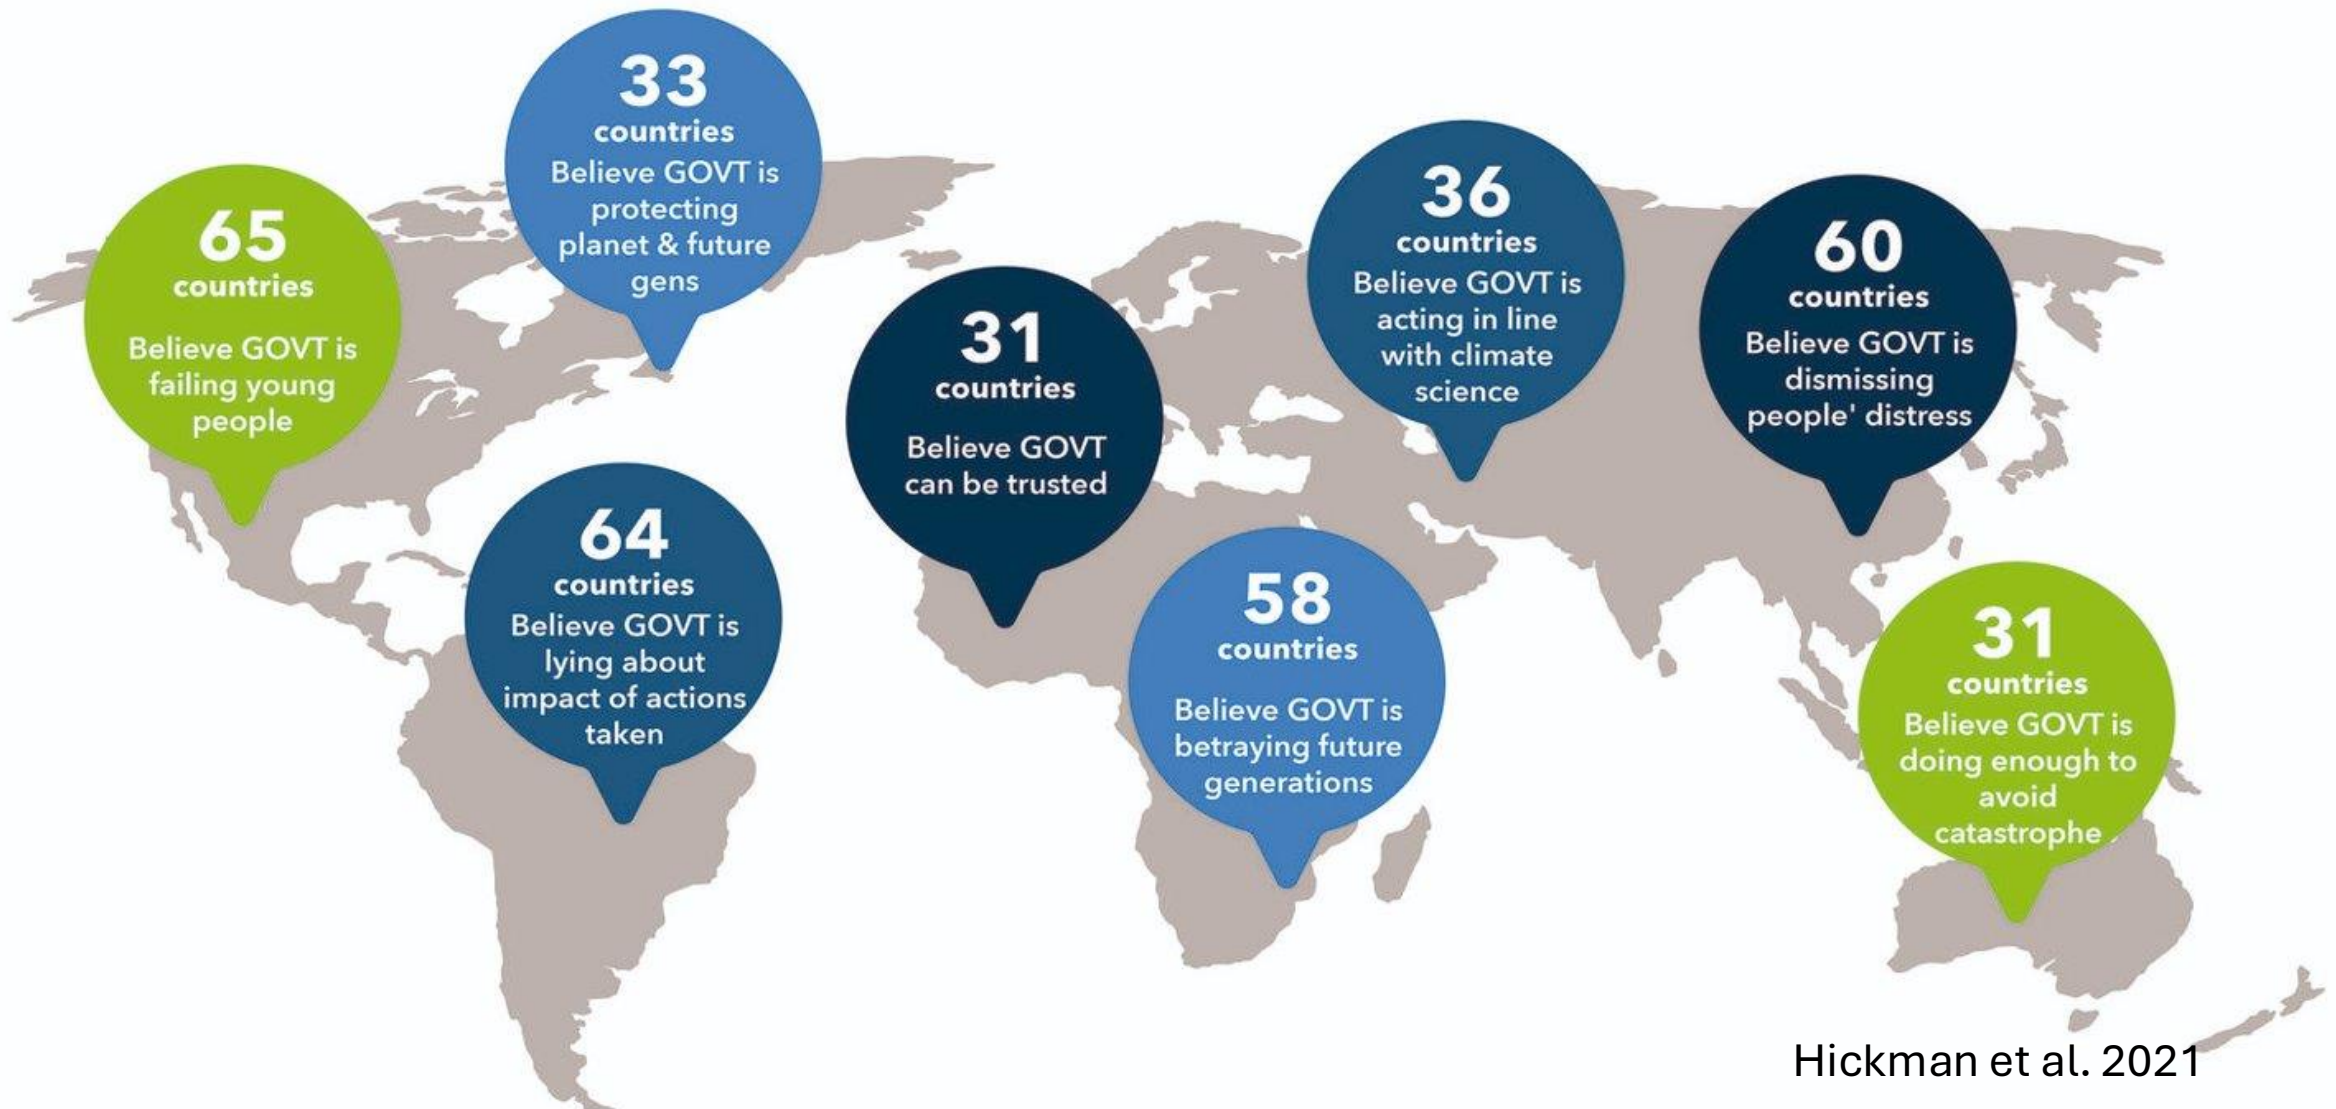 33
countries
Believe GOVT is
protecting
planet & future
gens
65
countries
Believe GOVT is
failing young
people
36
countries
Believe GOVT is
acting in line
with climate
science
60
countries
Believe GOVT is
dismissing
people' distress
31
countries
Believe GOVT
can be trusted
64
countries
Believe GOVT is
lying about
impact of actions
taken
58
countries
Believe GOVT is
betraying future
generations
31
countries
Believe GOVT is
doing enough to
avoid
catastrophe
Hickman et al. 2021